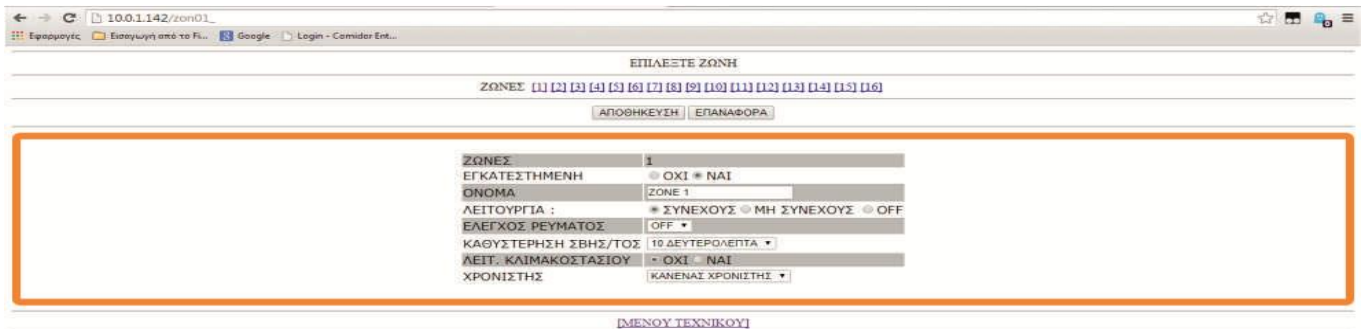 10.0.1.142/zon01_
Εφαρμογές Εισαγωγή από το Fi... Google Login - Comidor Ent...
ΕΠΙΛΕΞΤΕ ΖΩΝΗ
ΖΩΝΕΣ [1] [2] [3] [4] [5] [6] [7] [8] [9] [10] [11] [12] [13] [14] [15] [16]
ΑΠΟΘΗΚΕΥΣΗ ΕΠΑΝΑΦΟΡΑ
ΖΩΝΕΣ 1
ΕΓΚΑΤΕΣΤΗΜΕΝΗ ΟΧΙ ΝΑΙ
ΟΝΟΜΑ ZONE 1
ΛΕΙΤΟΥΡΓΙΑ : ΣΥΝΕΧΟΥΣ ΜΗ ΣΥΝΕΧΟΥΣ OFF
ΕΛΕΓΧΟΣ ΡΕΥΜΑΤΟΣ OFF
ΚΑΘΥΣΤΕΡΗΣΗ ΣΒΗΣ/ΤΟΣ 10 ΔΕΥΤΕΡΟΛΕΠΤΑ
ΛΕΙΤ. ΚΛΙΜΑΚΟΣΤΑΣΙΟΥ ΟΧΙ ΝΑΙ
ΧΡΟΝΙΣΤΗΣ ΚΑΝΕΝΑΣ ΧΡΟΝΙΣΤΗΣ
[ΜΕΝΟΥ ΤΕΧΝΙΚΟΥ]